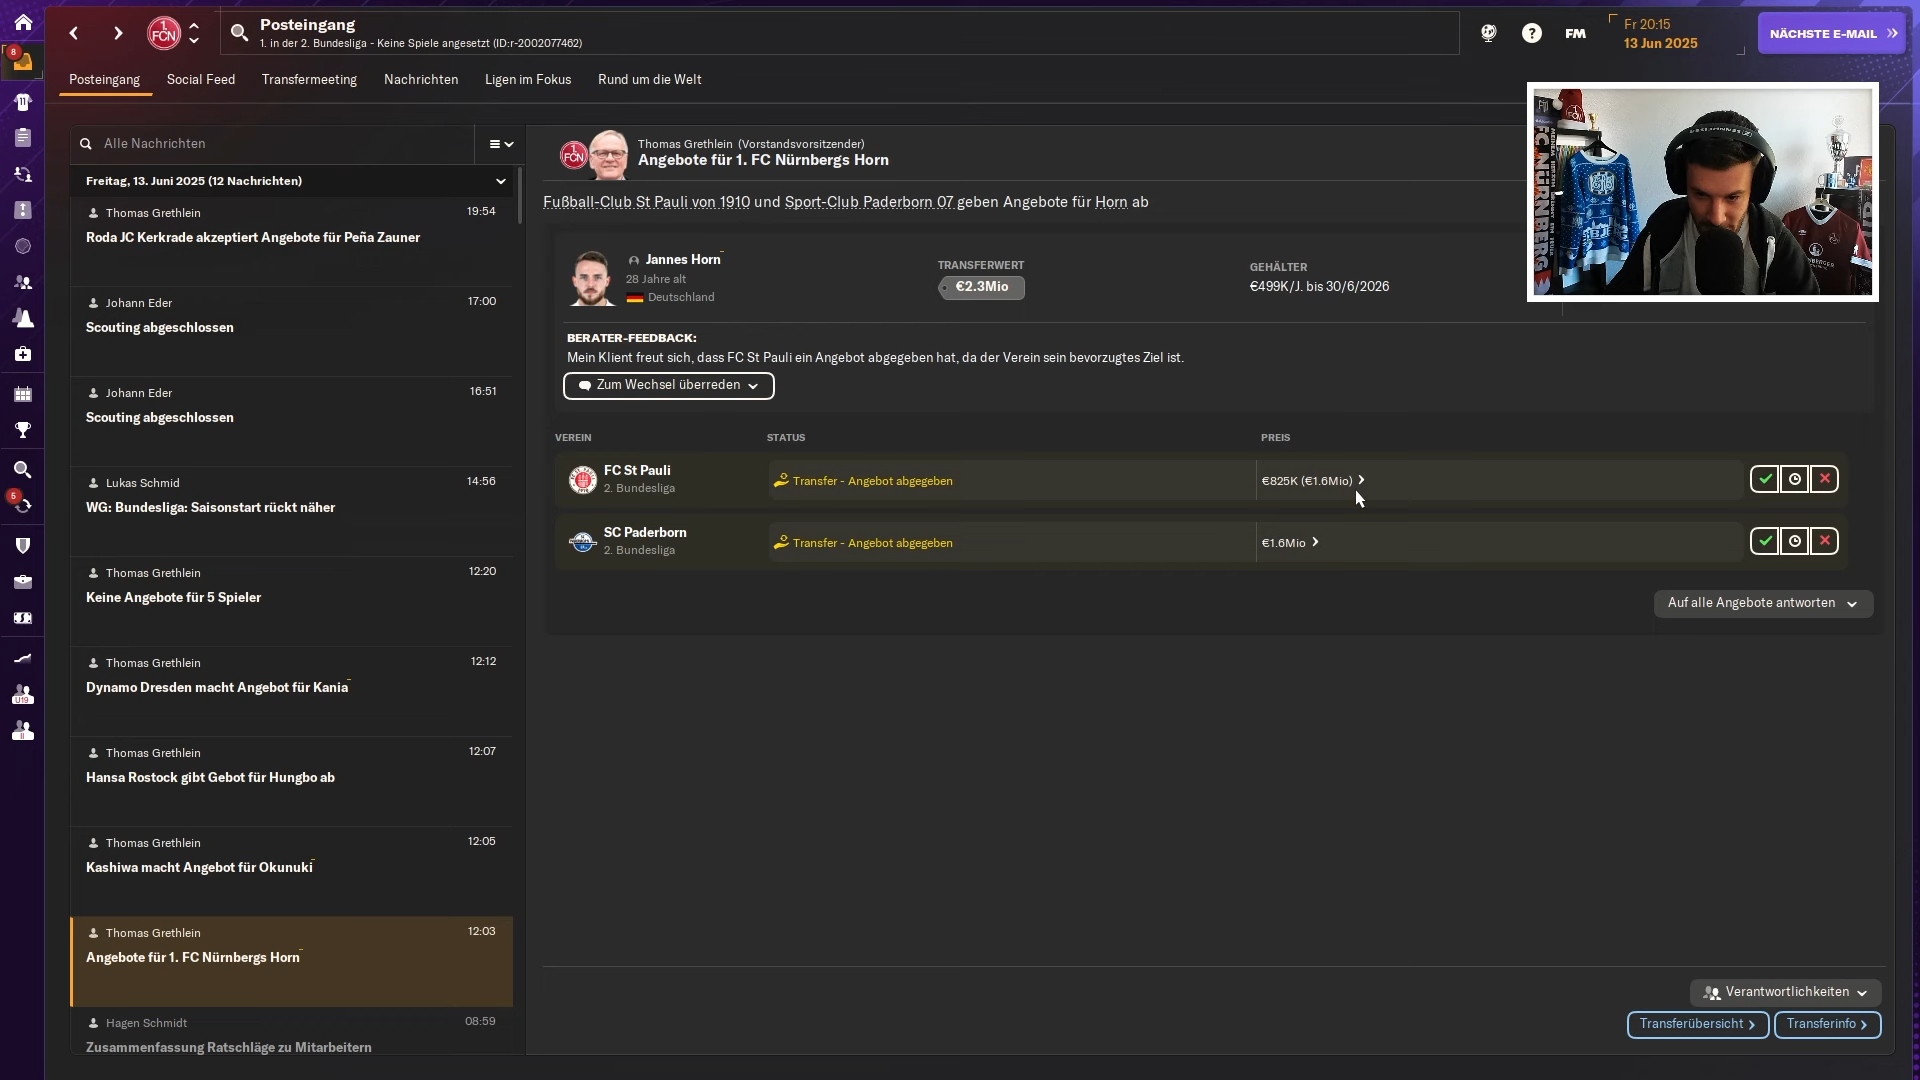 Posteingang
1. in der 2. Bundesliga - Keine Spiele angesetzt (ID:r-2002077462)
FM
Fr 20:15
13 Jun 2025
NÄCHSTE E-MAIL
8
Posteingang
Social Feed
Transfermeeting
Nachrichten
Ligen im Fokus
Rund um die Welt
Alle Nachrichten
Freitag, 13. Juni 2025 (12 Nachrichten)
Thomas Grethlein 19:54
Roda JC Kerkrade akzeptiert Angebote für Peña Zauner
Johann Eder 17:00
Scouting abgeschlossen
Johann Eder 16:51
Scouting abgeschlossen
Lukas Schmid 14:56
WG: Bundesliga: Saisonstart rückt näher
5
Thomas Grethlein 12:20
Keine Angebote für 5 Spieler
Thomas Grethlein 12:12
Dynamo Dresden macht Angebot für Kania
U19
II
Thomas Grethlein 12:07
Hansa Rostock gibt Gebot für Hungbo ab
Thomas Grethlein 12:05
Kashiwa macht Angebot für Okunuki
Thomas Grethlein 12:03
Angebote für 1. FC Nürnbergs Horn
Hagen Schmidt 08:59
Zusammenfassung Ratschläge zu Mitarbeitern
Thomas Grethlein (Vorstandsvorsitzender)
Angebote für 1. FC Nürnbergs Horn
Fußball-Club St Pauli von 1910 und Sport-Club Paderborn 07 geben Angebote für Horn ab
Jannes Horn
28 Jahre alt
Deutschland
TRANSFERWERT
€2.3Mio
GEHÄLTER
€499K/J. bis 30/6/2026
BERATER-FEEDBACK:
Mein Klient freut sich, dass FC St Pauli ein Angebot abgegeben hat, da der Verein sein bevorzugtes Ziel ist.
Zum Wechsel überreden
VEREIN STATUS PREIS
FC St Pauli
2. Bundesliga
Transfer - Angebot abgegeben
€825K (€1.6Mio)
SC Paderborn
2. Bundesliga
Transfer - Angebot abgegeben
€1.6Mio
Auf alle Angebote antworten
Verantwortlichkeiten
Transferübersicht
Transferinfo
1.
FCN
FC NÜRNBERG